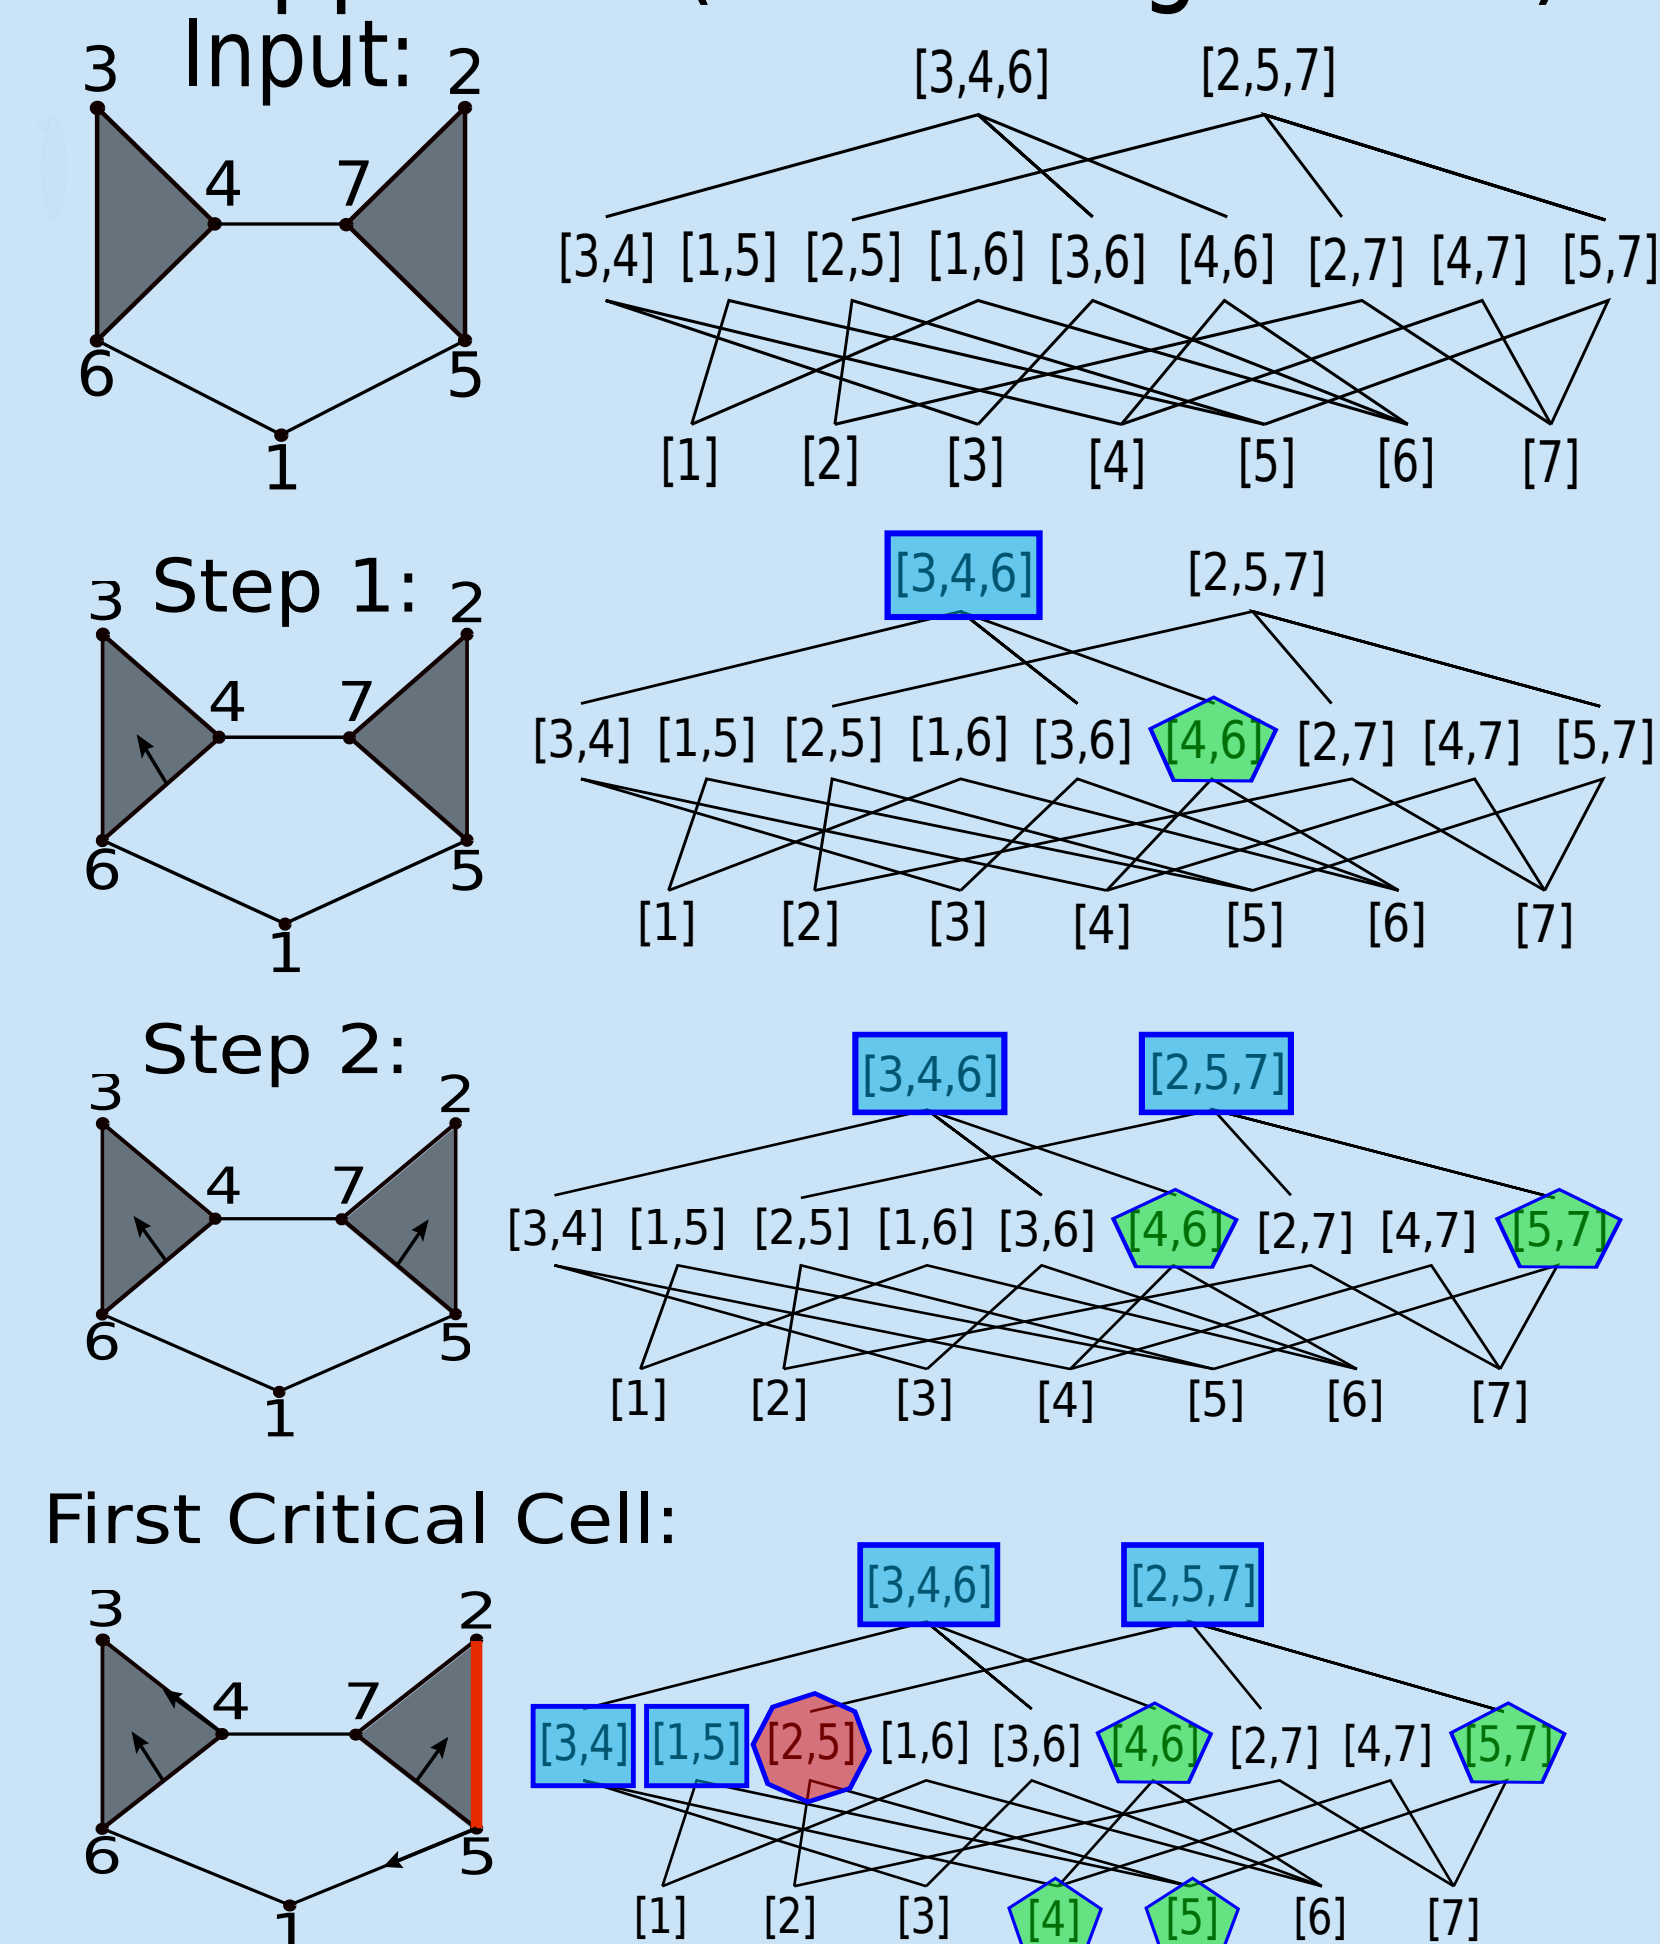 Input:
3 2
4 7
6 5
1
[3,4,6] [2,5,7]
[3,4] [1,5] [2,5] [1,6] [3,6] [4,6] [2,7] [4,7] [5,7]
[1] [2] [3] [4] [5] [6] [7]
Step 1:
3 2
4 7
6 5
1
[3,4,6] [2,5,7]
[3,4] [1,5] [2,5] [1,6] [3,6] [4,6] [2,7] [4,7] [5,7]
[1] [2] [3] [4] [5] [6] [7]
Step 2:
3 2
4 7
6 5
1
[3,4,6] [2,5,7]
[3,4] [1,5] [2,5] [1,6] [3,6] [4,6] [2,7] [4,7] [5,7]
[1] [2] [3] [4] [5] [6] [7]
First Critical Cell:
3 2
4 7
6 5
1
[3,4,6] [2,5,7]
[3,4] [1,5] [2,5] [1,6] [3,6] [4,6] [2,7] [4,7] [5,7]
[1] [2] [3] [4] [5] [6] [7]